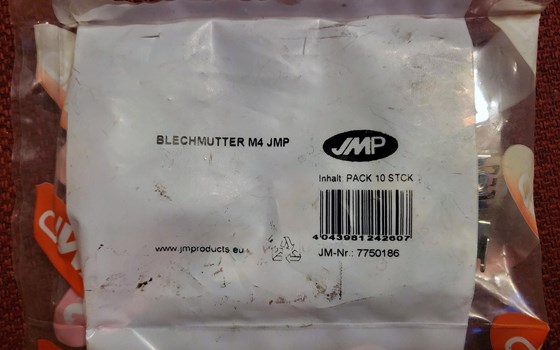 BLECHMUTTER M4 JMP
JMP
Inhalt: PACK 10 STCK
4043981242607
www.jmproducts.eu
JM-Nr.: 7750186